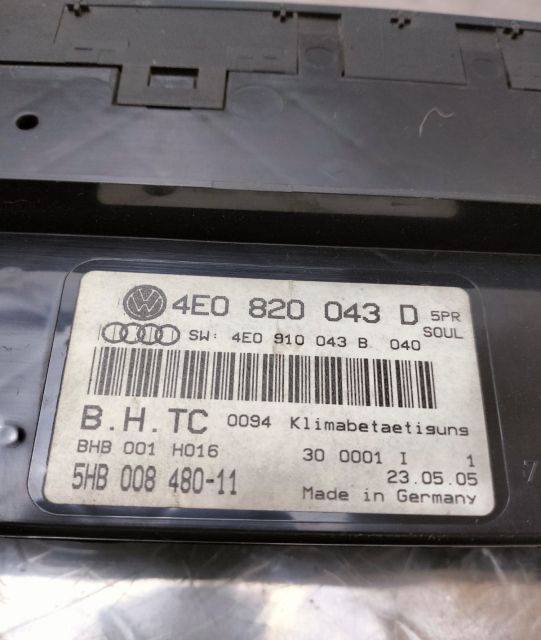 4E0 820 043 D 5PR
SOUL
SW: 4E0 910 043 B 040
B.H.TC 0094 Klimabetaetigung
BHB 001 H016 30 0001 I 1
5HB 008 480-11 23.05.05
Made in Germany
7